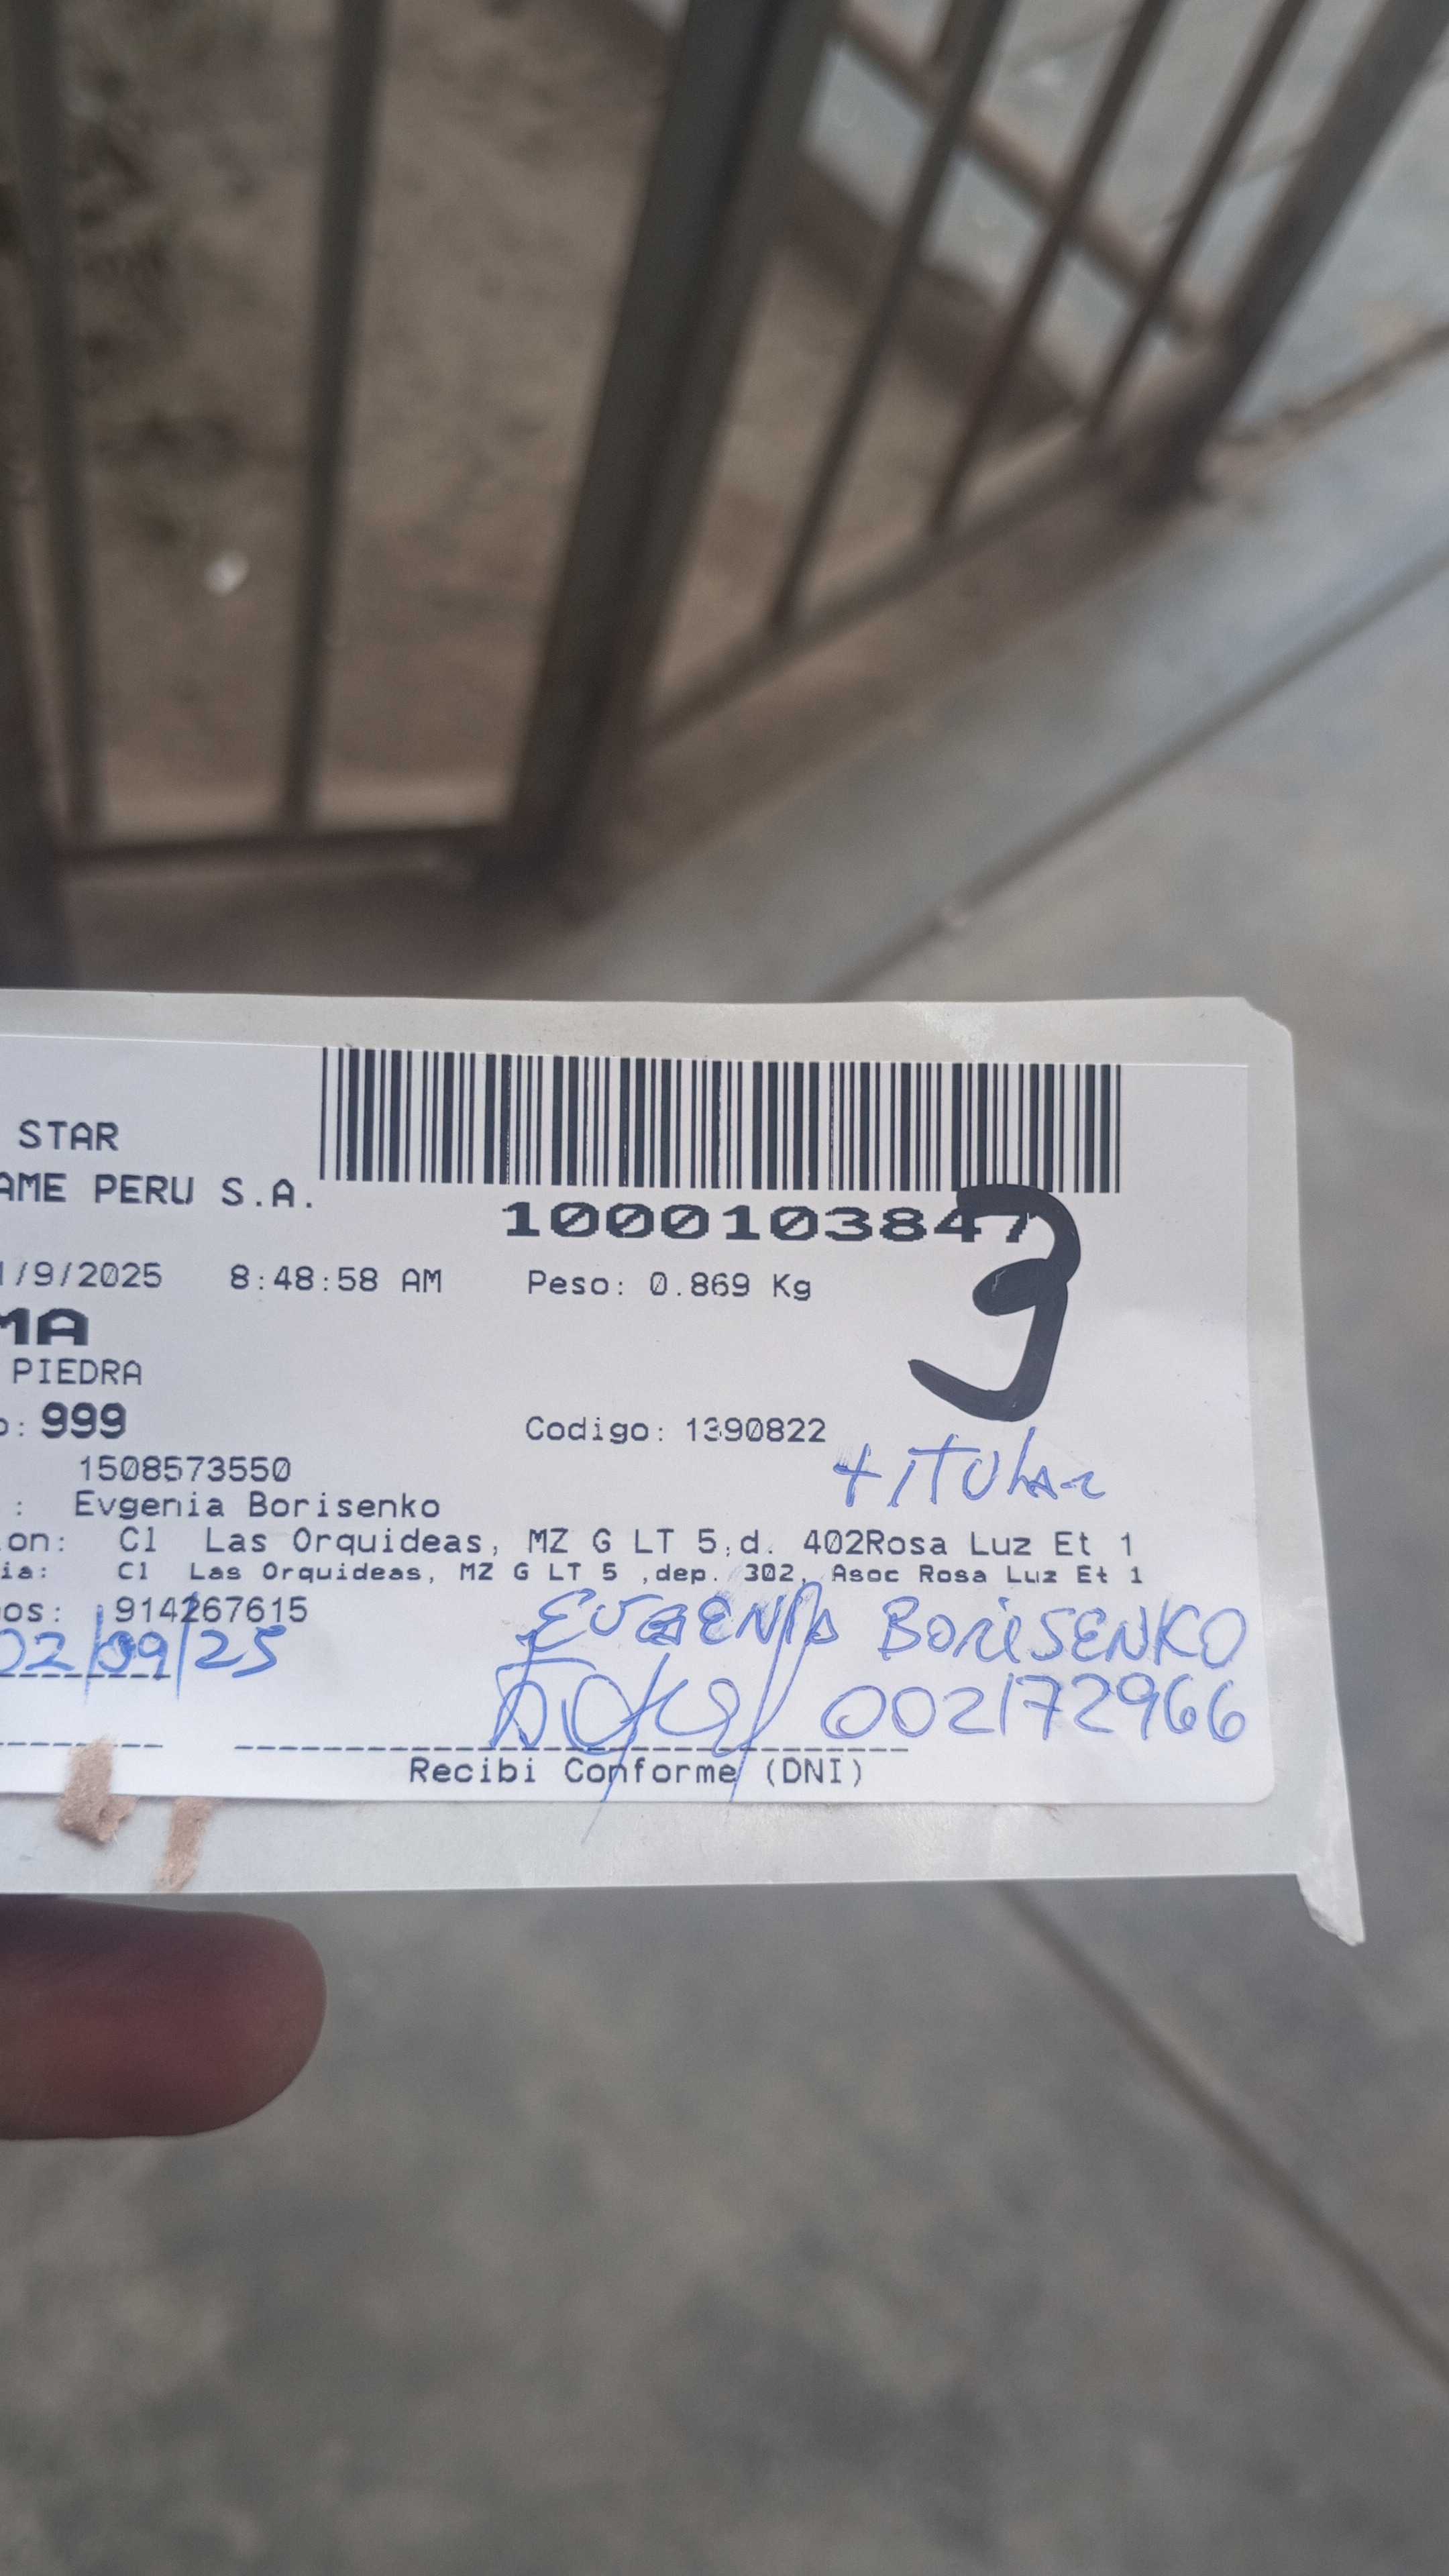 STAR
AME PERU S.A.
1000103847
3
1/9/2025 8:48:58 AM Peso: 0.869 Kg
MA
PIEDRA
o: 999 Codigo: 1390822
titular
1508573550
: Evgenia Borisenko
on: Cl Las Orquideas, MZ G LT 5,d. 402Rosa Luz Et 1
ia: Cl Las Orquideas, MZ G LT 5 ,dep. 302, Asoc Rosa Luz Et 1
os: 914267615
EVGENIA BORISENKO
02/09/25
002172966
Recibi Conforme (DNI)